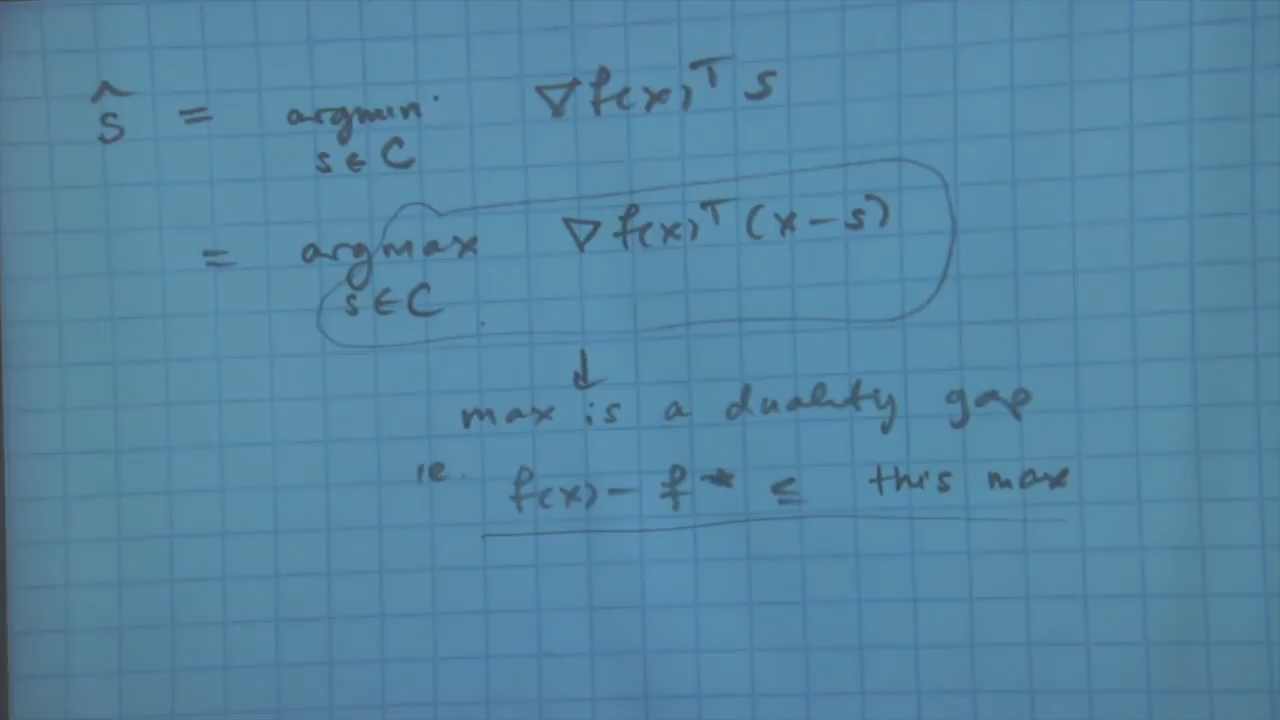 ŝ = argmin ∇f(x)ᵀ s
s ∈ C
= argmax ∇f(x)ᵀ (x − s)
s ∈ C
max is a duality gap
ie. f(x) − f* ≤ this max